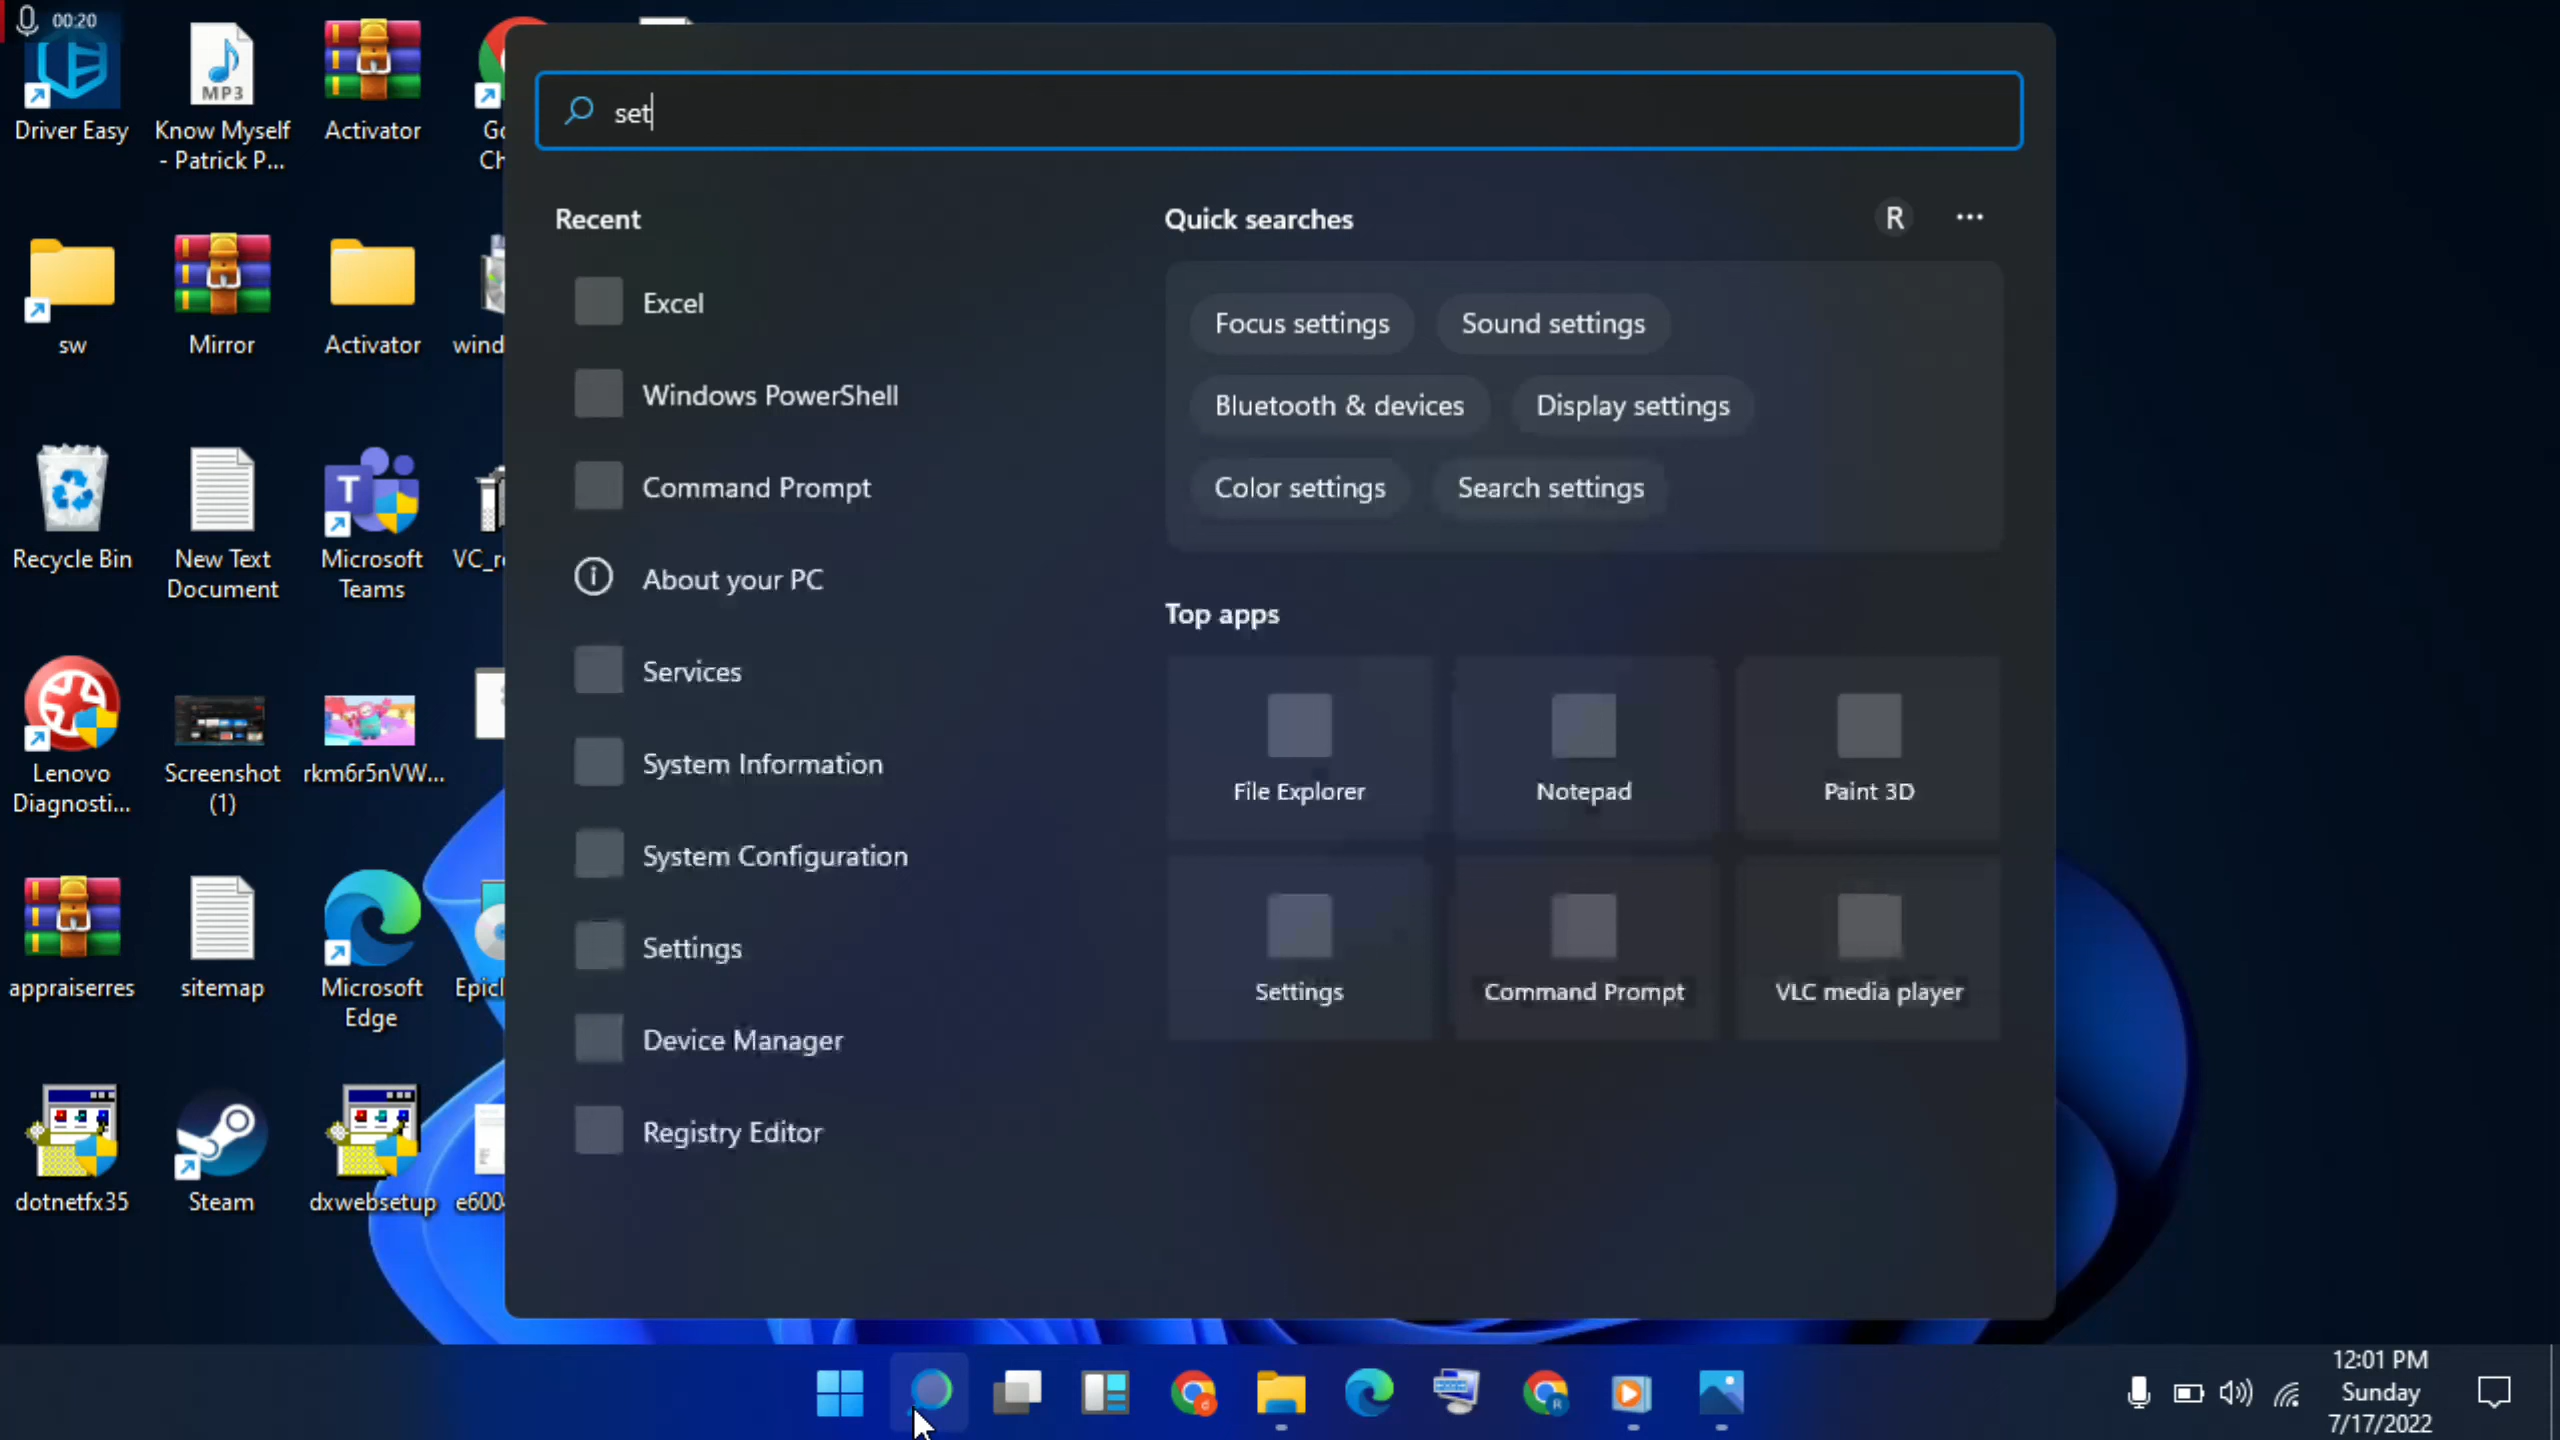 00:20
Driver Easy
MP3
Know Myself
- Patrick P...
Activator
sw
Mirror
Activator
Recycle Bin
New Text
Document
T
Microsoft
Teams
Lenovo
Diagnosti...
Screenshot
(1)
rkm6r5nVW...
appraiserres
sitemap
Microsoft
Edge
dotnetfx35
Steam
dxwebsetup
set
Recent
Excel
Windows PowerShell
Command Prompt
About your PC
Services
System Information
System Configuration
Settings
Device Manager
Registry Editor
Quick searches
R
Focus settings
Sound settings
Bluetooth & devices
Display settings
Color settings
Search settings
Top apps
File Explorer
Notepad
Paint 3D
Settings
Command Prompt
VLC media player
12:01 PM
Sunday
7/17/2022